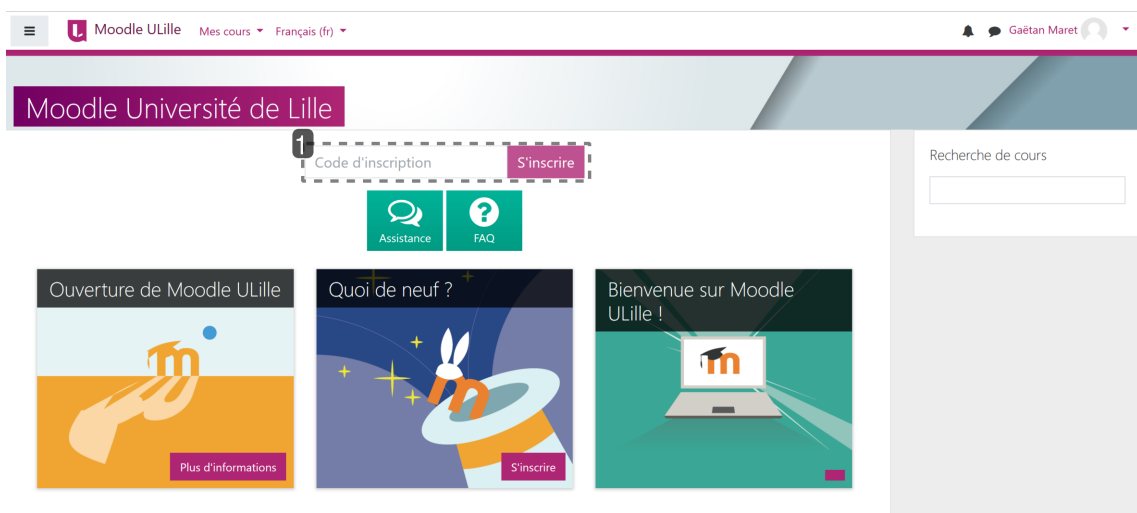 Moodle ULille Mes cours Français (fr) Gaëtan Maret
Moodle Université de Lille
1
Code d'inscription S'inscrire
Recherche de cours
Assistance FAQ
Ouverture de Moodle ULille
Plus d'informations
Quoi de neuf ?
S'inscrire
Bienvenue sur Moodle
ULille !